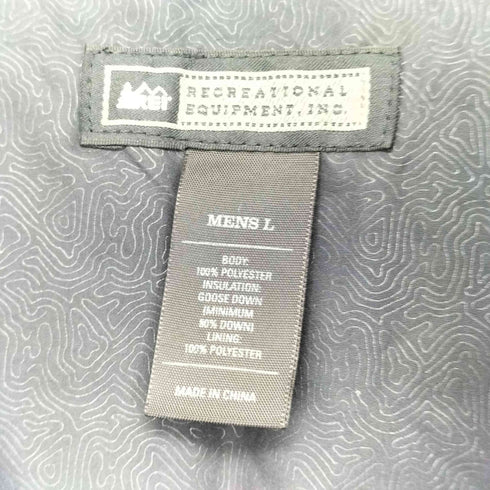 REI
RECREATIONAL
EQUIPMENT, INC.
MENS L
BODY:
100% POLYESTER
INSULATION:
GOOSE DOWN
(MINIMUM
80% DOWN)
LINING:
100% POLYESTER
MADE IN CHINA